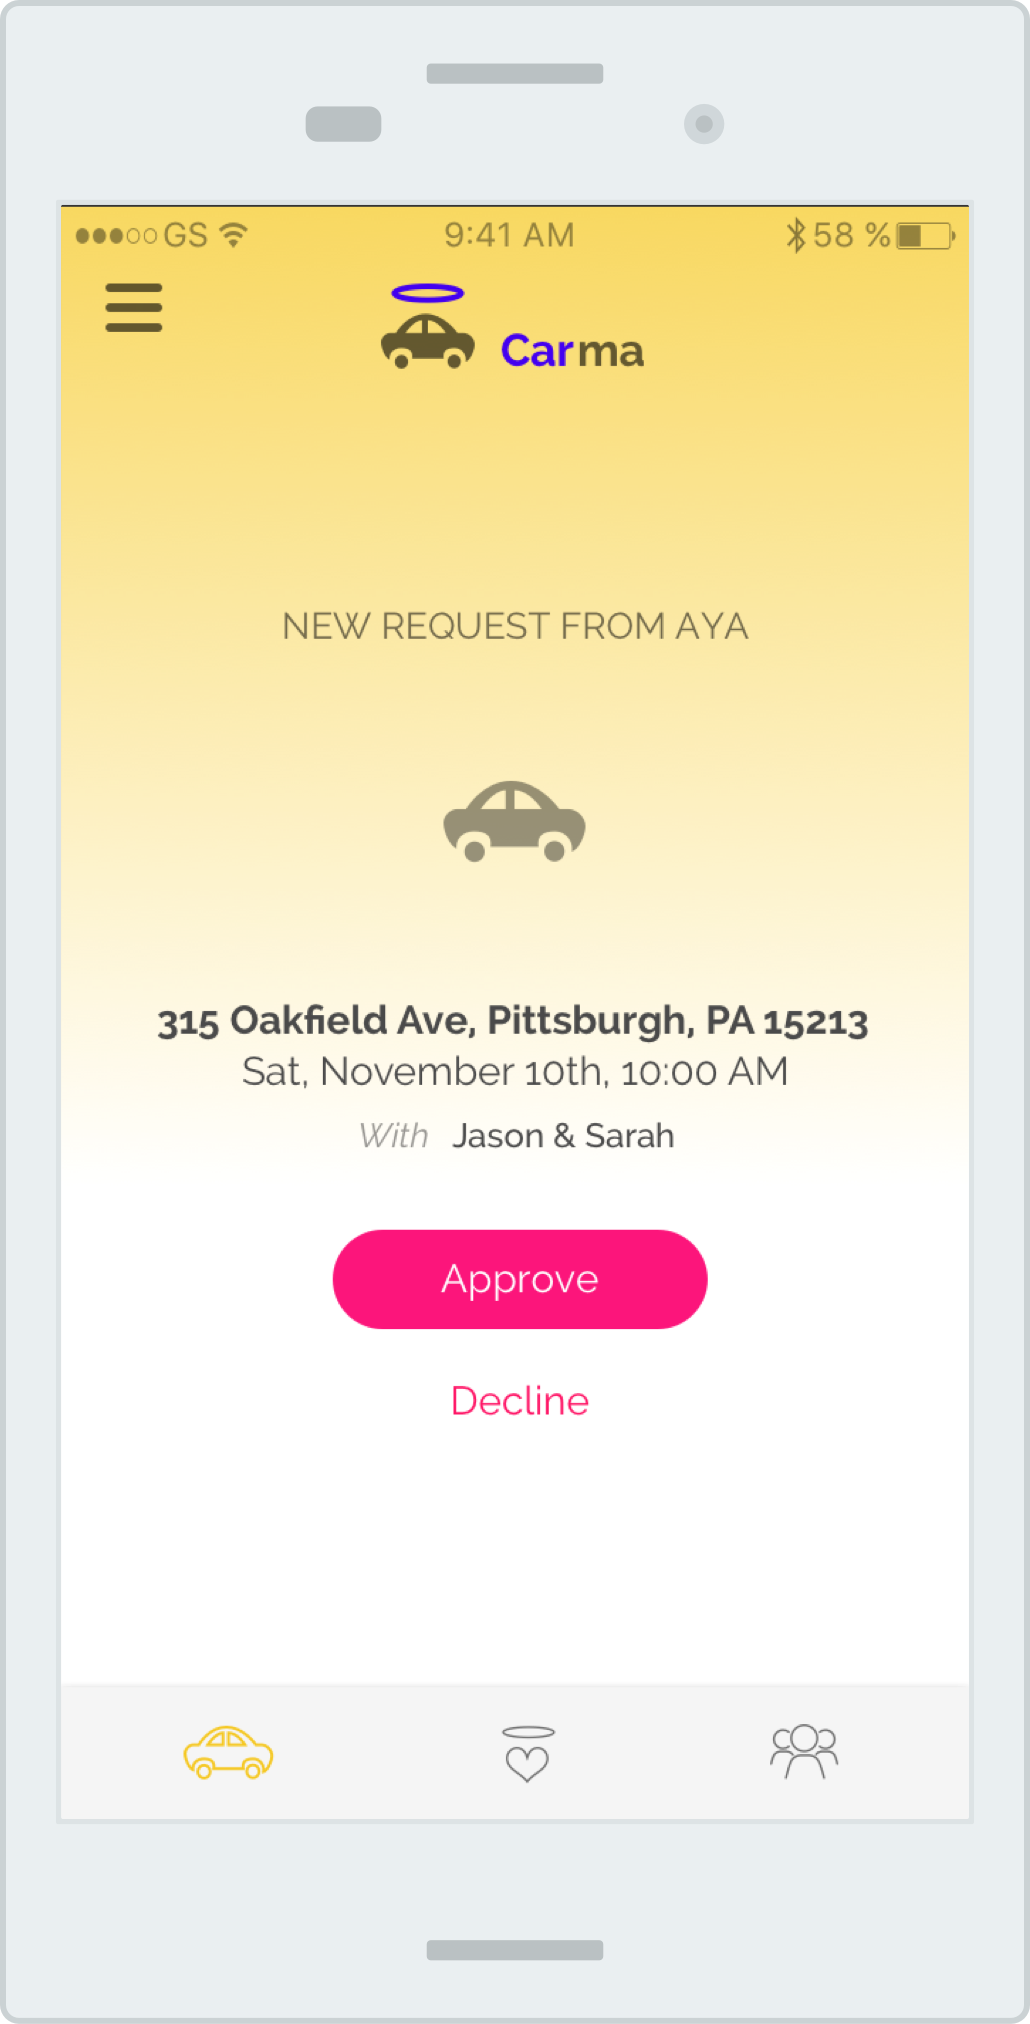 GS 9:41 AM 58 %
Carma
NEW REQUEST FROM AYA
315 Oakfield Ave, Pittsburgh, PA 15213
Sat, November 10th, 10:00 AM
With Jason & Sarah
Approve
Decline